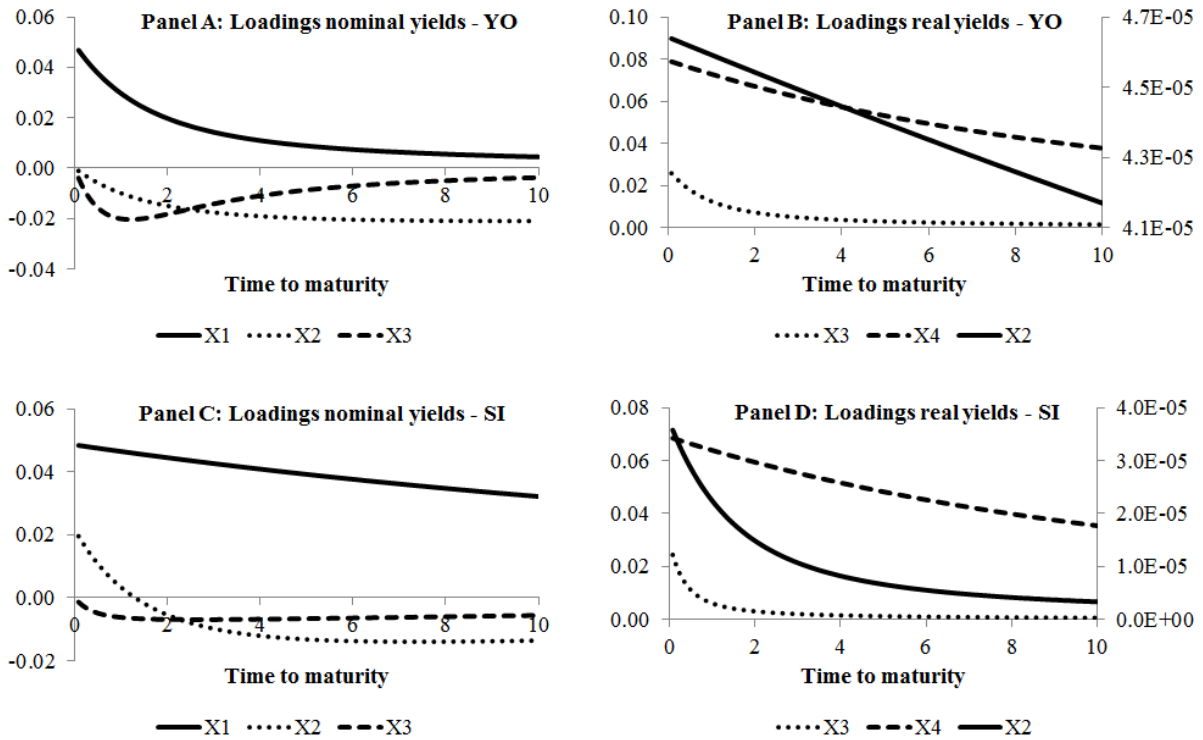 Panel A: Loadings nominal yields - YO
0.06
0.04
0.02
0.00
-0.02
-0.04
0 2 4 6 8 10
Time to maturity
X1 X2 X3
Panel B: Loadings real yields - YO
0.10
0.08
0.06
0.04
0.02
0.00
4.7E-05
4.5E-05
4.3E-05
4.1E-05
0 2 4 6 8 10
Time to maturity
X3 X4 X2
Panel C: Loadings nominal yields - SI
0.06
0.04
0.02
0.00
-0.02
0 2 4 6 8 10
Time to maturity
X1 X2 X3
Panel D: Loadings real yields - SI
0.08
0.06
0.04
0.02
0.00
4.0E-05
3.0E-05
2.0E-05
1.0E-05
0.0E+00
0 2 4 6 8 10
Time to maturity
X3 X4 X2